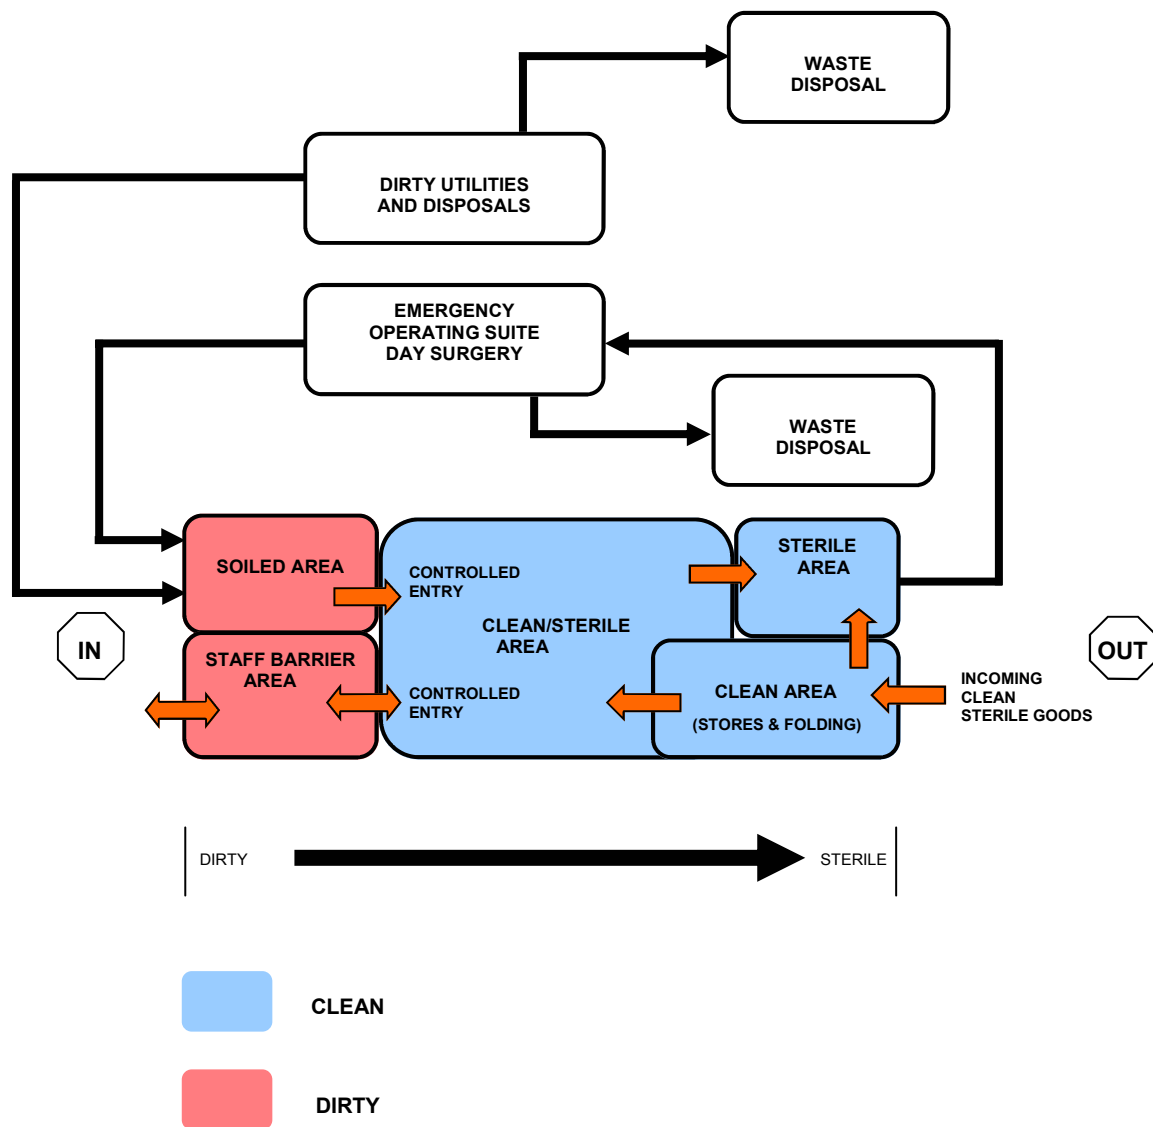 WASTE
DISPOSAL
DIRTY UTILITIES
AND DISPOSALS
EMERGENCY
OPERATING SUITE
DAY SURGERY
WASTE
DISPOSAL
SOILED AREA
CONTROLLED
ENTRY
STERILE
AREA
IN
STAFF BARRIER
AREA
CLEAN/STERILE
AREA
CONTROLLED
ENTRY
CLEAN AREA
(STORES & FOLDING)
INCOMING
CLEAN
STERILE GOODS
OUT
DIRTY
STERILE
CLEAN
DIRTY